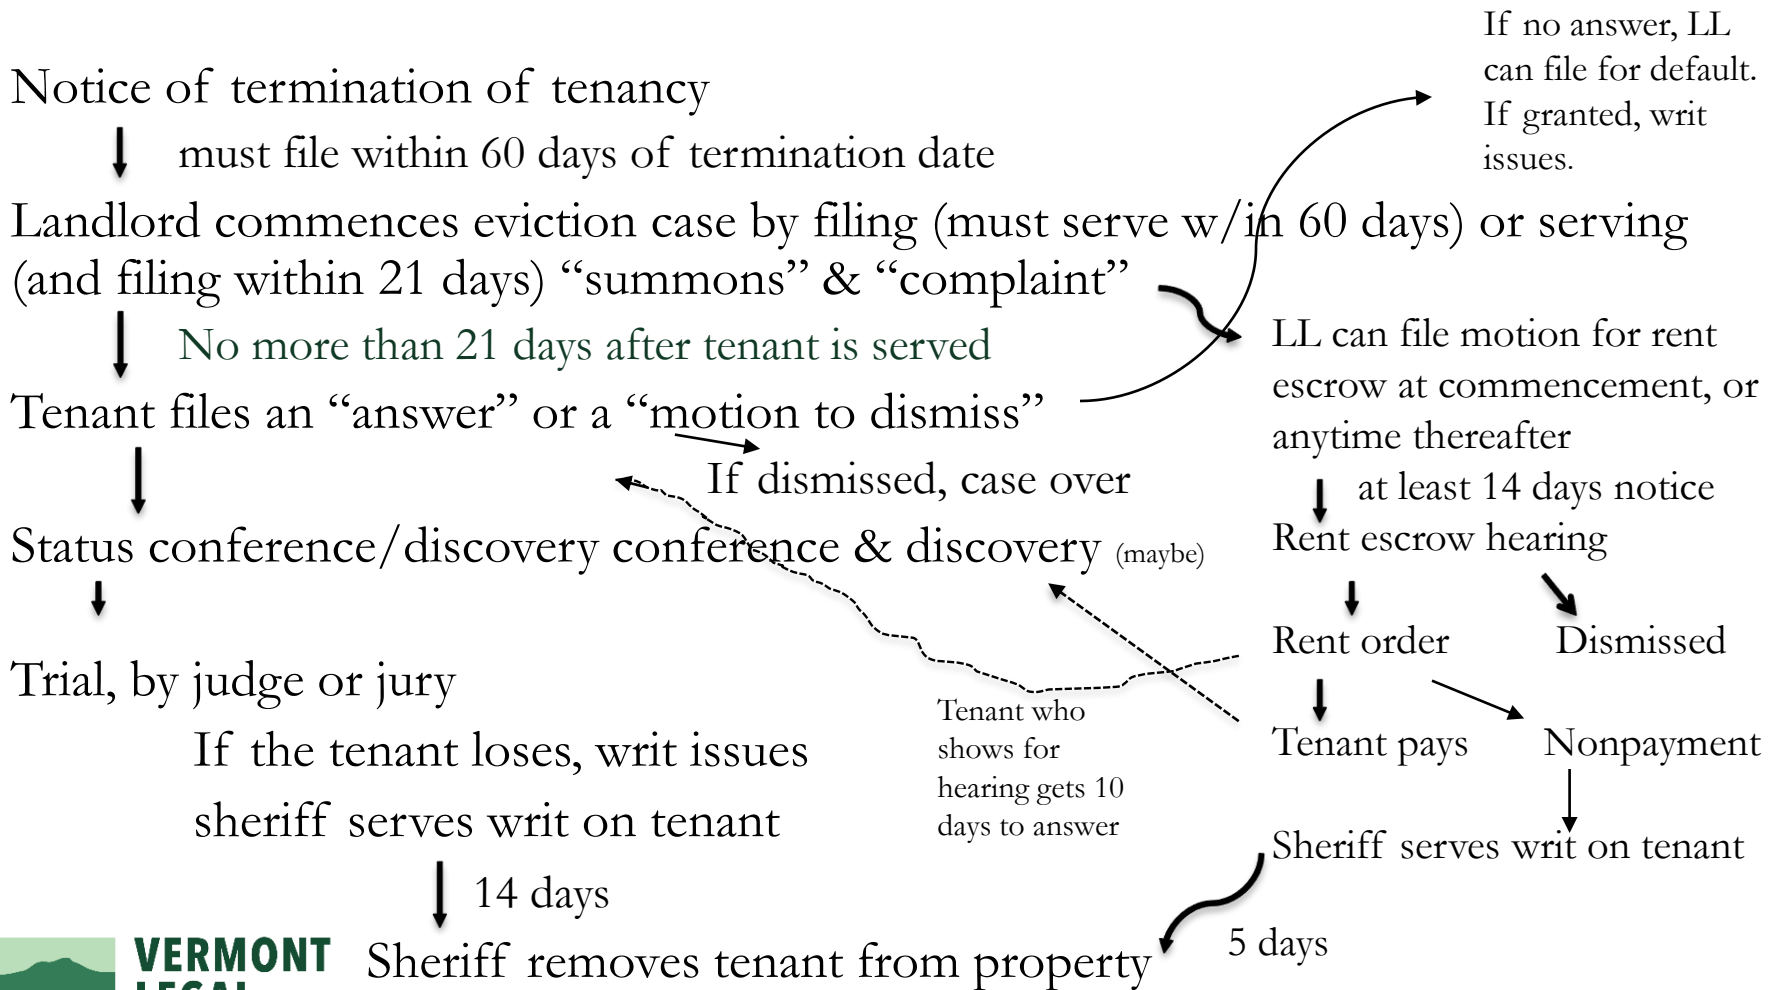 Notice of termination of tenancy
must file within 60 days of termination date
Landlord commences eviction case by filing (must serve w/in 60 days) or serving
(and filing within 21 days) “summons” & “complaint”
No more than 21 days after tenant is served
Tenant files an “answer” or a “motion to dismiss”
If dismissed, case over
Status conference/discovery conference & discovery (maybe)
Trial, by judge or jury
If the tenant loses, writ issues
sheriff serves writ on tenant
14 days
Sheriff removes tenant from property
If no answer, LL
can file for default.
If granted, writ
issues.
LL can file motion for rent
escrow at commencement, or
anytime thereafter
at least 14 days notice
Rent escrow hearing
Rent order
Dismissed
Tenant pays
Nonpayment
Tenant who
shows for
hearing gets 10
days to answer
Sheriff serves writ on tenant
5 days
VERMONT
LEGAL